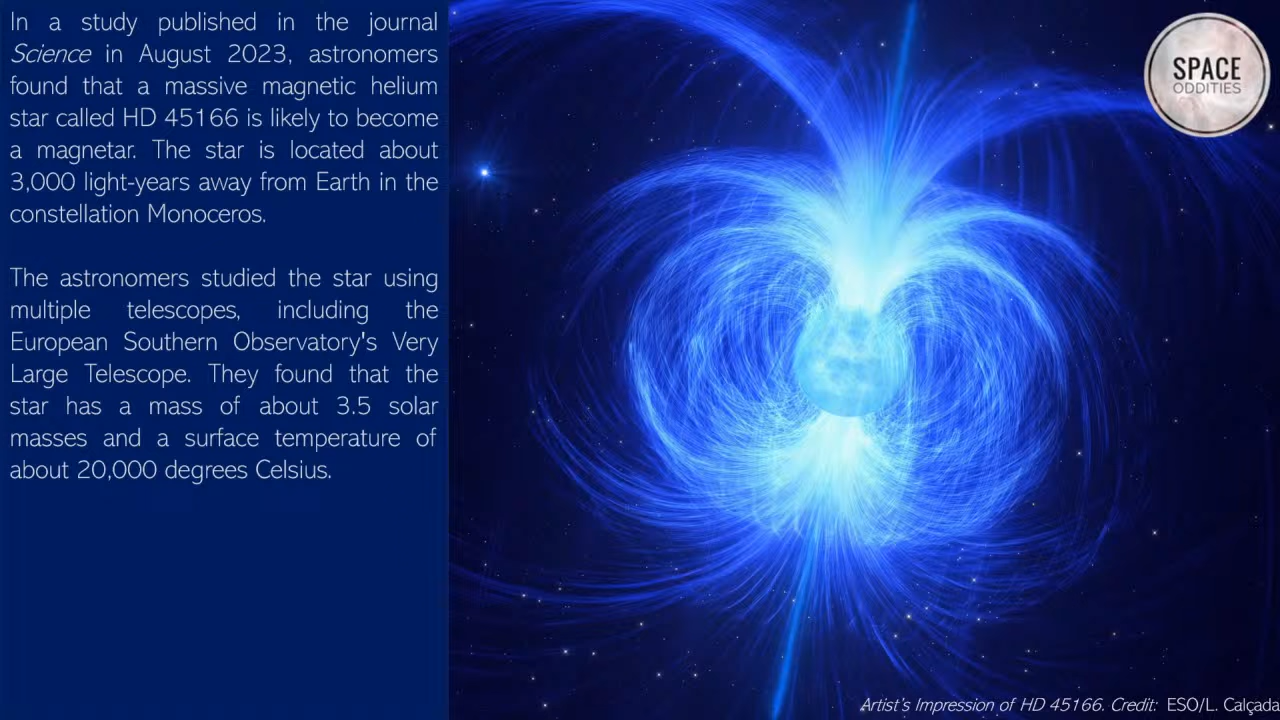 In a study published in the journal
Science in August 2023, astronomers
found that a massive magnetic helium
star called HD 45166 is likely to become
a magnetar. The star is located about
3,000 light-years away from Earth in the
constellation Monoceros.
The astronomers studied the star using
multiple telescopes, including the
European Southern Observatory's Very
Large Telescope. They found that the
star has a mass of about 3.5 solar
masses and a surface temperature of
about 20,000 degrees Celsius.
SPACE
ODDITIES
Artist's Impression of HD 45166. Credit: ESO/L. Calçada